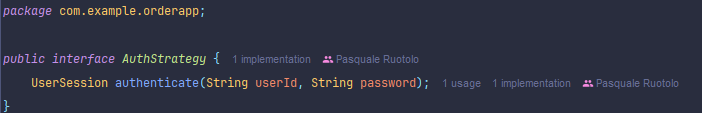 package com.example.orderapp;
public interface AuthStrategy { 1 implementation Pasquale Ruotolo
UserSession authenticate(String userId, String password); 1 usage 1 implementation Pasquale Ruotolo
}